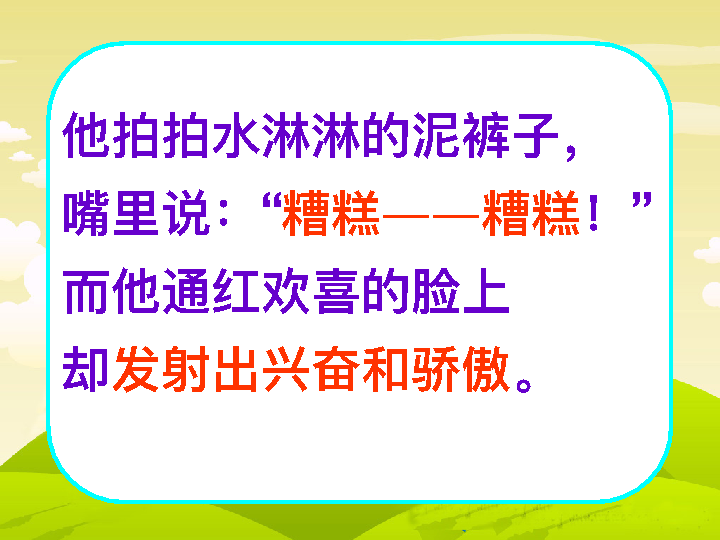 他拍拍水淋淋的泥裤子，
嘴里说：“糟糕——糟糕！”
而他通红欢喜的脸上
却发射出兴奋和骄傲。